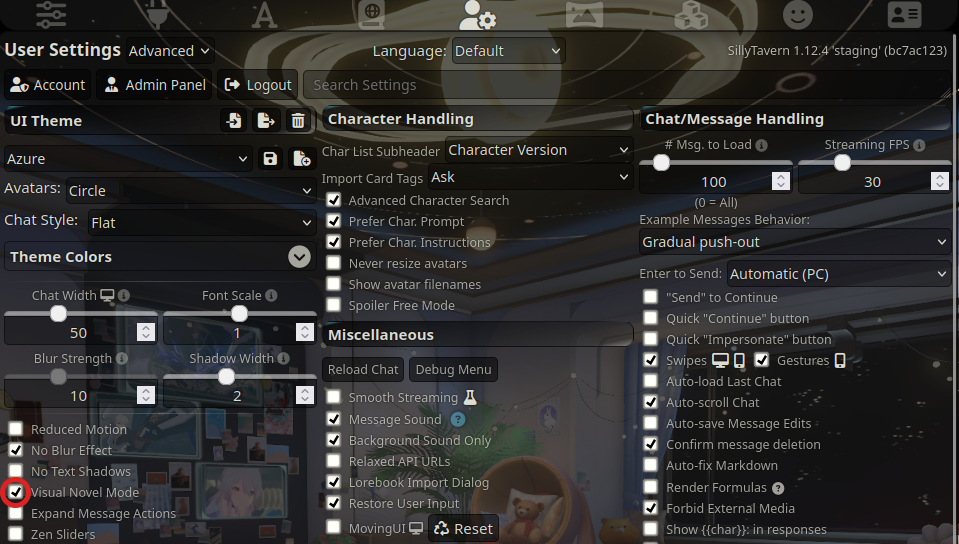 User Settings Advanced Language: Default SillyTavern 1.12.4 'staging' (bc7ac123)
Account Admin Panel Logout Search Settings
UI Theme
Azure
Avatars: Circle
Chat Style: Flat
Theme Colors
Chat Width Font Scale
50 1
Blur Strength Shadow Width
10 2
Reduced Motion
No Blur Effect
No Text Shadows
Visual Novel Mode
Expand Message Actions
Zen Sliders
Character Handling
Char List Subheader Character Version
Import Card Tags Ask
Advanced Character Search
Prefer Char. Prompt
Prefer Char. Instructions
Never resize avatars
Show avatar filenames
Spoiler Free Mode
Miscellaneous
Reload Chat Debug Menu
Smooth Streaming
Message Sound ?
Background Sound Only
Relaxed API URLs
Lorebook Import Dialog
Restore User Input
MovingUI Reset
Chat/Message Handling
# Msg. to Load Streaming FPS
100 30
(0 = All)
Example Messages Behavior:
Gradual push-out
Enter to Send: Automatic (PC)
"Send" to Continue
Quick "Continue" button
Quick "Impersonate" button
Swipes Gestures
Auto-load Last Chat
Auto-scroll Chat
Auto-save Message Edits
Confirm message deletion
Auto-fix Markdown
Render Formulas ?
Forbid External Media
Show {{char}}: in responses